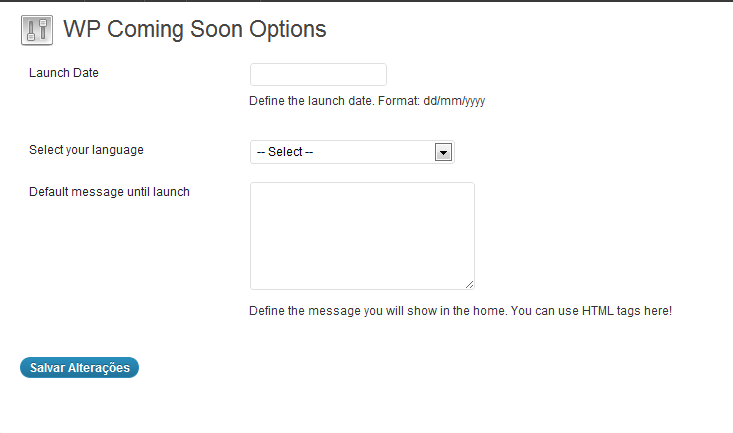 WP Coming Soon Options
Launch Date
Define the launch date. Format: dd/mm/yyyy
Select your language
-- Select --
Default message until launch
Define the message you will show in the home. You can use HTML tags here!
Salvar Alterações